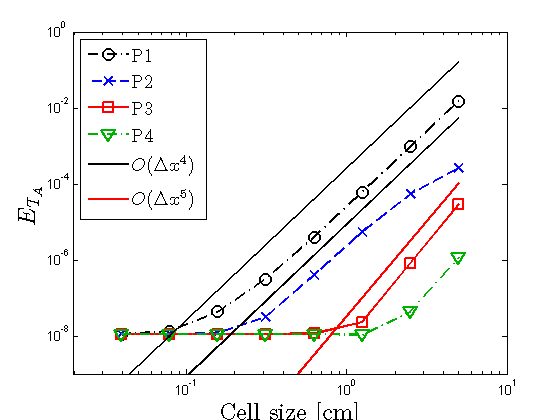 10^0
10^-2
10^-4
10^-6
10^-8
E_{T_A}
P1
P2
P3
P4
O(Δx^4)
O(Δx^5)
10^-1
10^0
10^1
Cell size [cm]